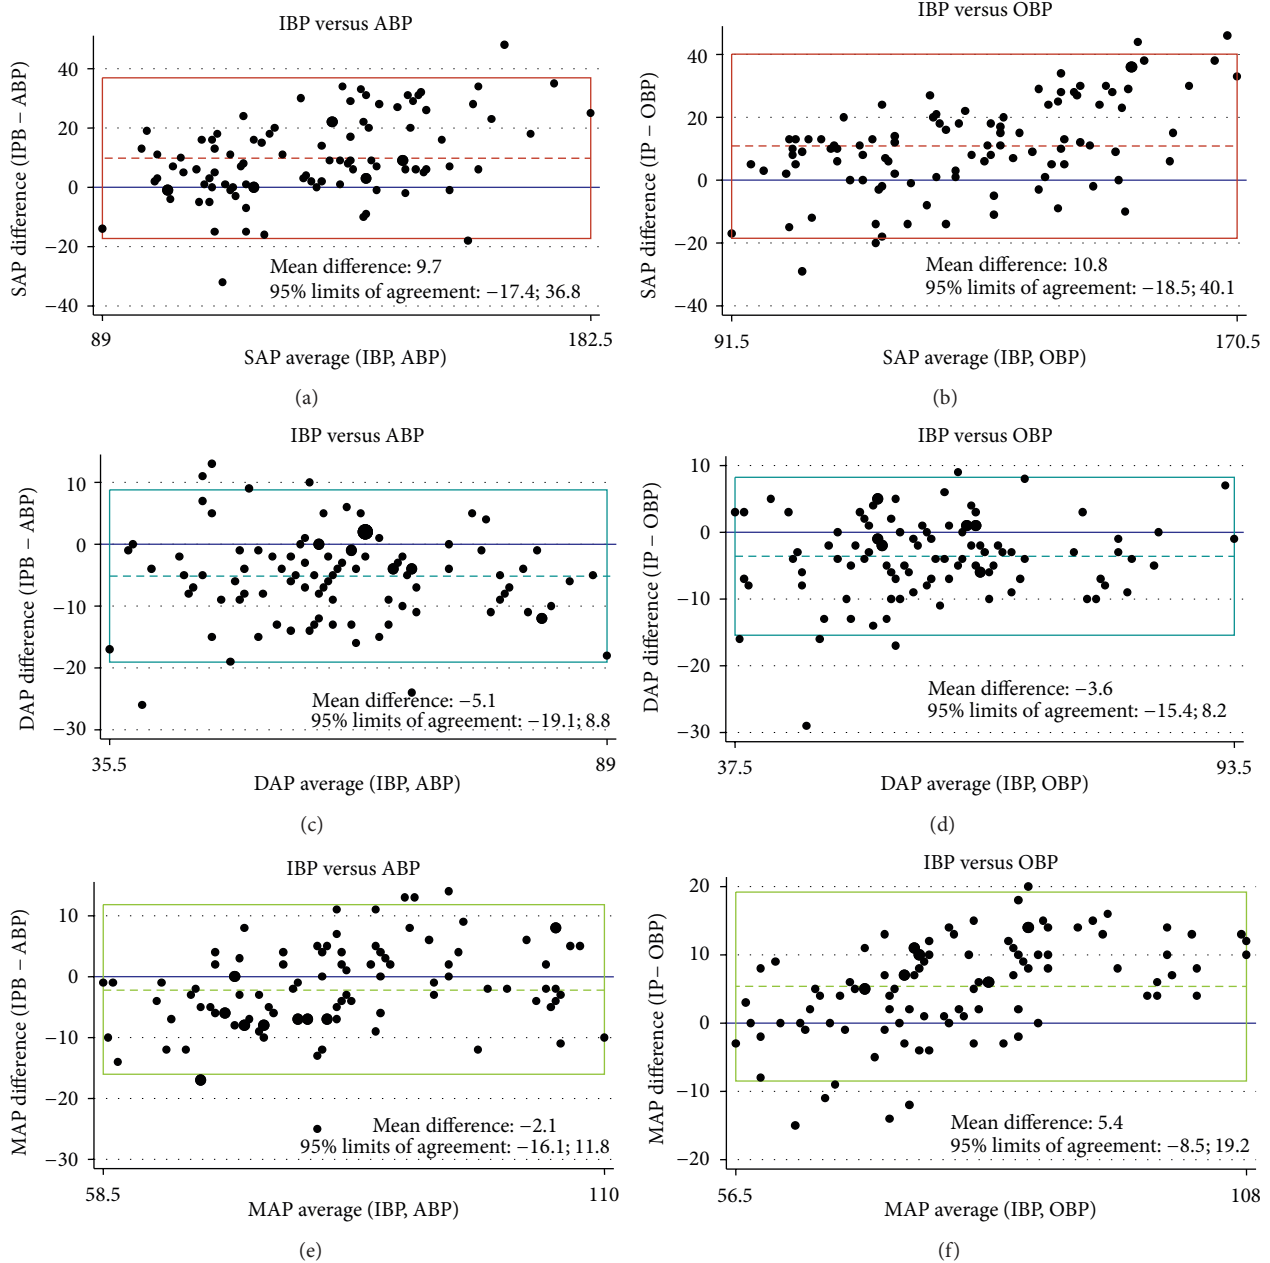 IBP versus ABP
SAP difference (IPB − ABP)
40
20
0
−20
−40
Mean difference: 9.7
95% limits of agreement: −17.4; 36.8
89
182.5
SAP average (IBP, ABP)
(a)
IBP versus OBP
SAP difference (IP − OBP)
40
20
0
−20
−40
Mean difference: 10.8
95% limits of agreement: −18.5; 40.1
91.5
170.5
SAP average (IBP, OBP)
(b)
IBP versus ABP
DAP difference (IPB − ABP)
10
0
−10
−20
−30
Mean difference: −5.1
95% limits of agreement: −19.1; 8.8
35.5
89
DAP average (IBP, ABP)
(c)
IBP versus OBP
DAP difference (IP − OBP)
10
0
−10
−20
−30
Mean difference: −3.6
95% limits of agreement: −15.4; 8.2
37.5
93.5
DAP average (IBP, OBP)
(d)
IBP versus ABP
MAP difference (IPB − ABP)
10
0
−10
−20
−30
Mean difference: −2.1
95% limits of agreement: −16.1; 11.8
58.5
110
MAP average (IBP, ABP)
(e)
IBP versus OBP
MAP difference (IP − OBP)
20
10
0
−10
−20
Mean difference: 5.4
95% limits of agreement: −8.5; 19.2
56.5
108
MAP average (IBP, OBP)
(f)